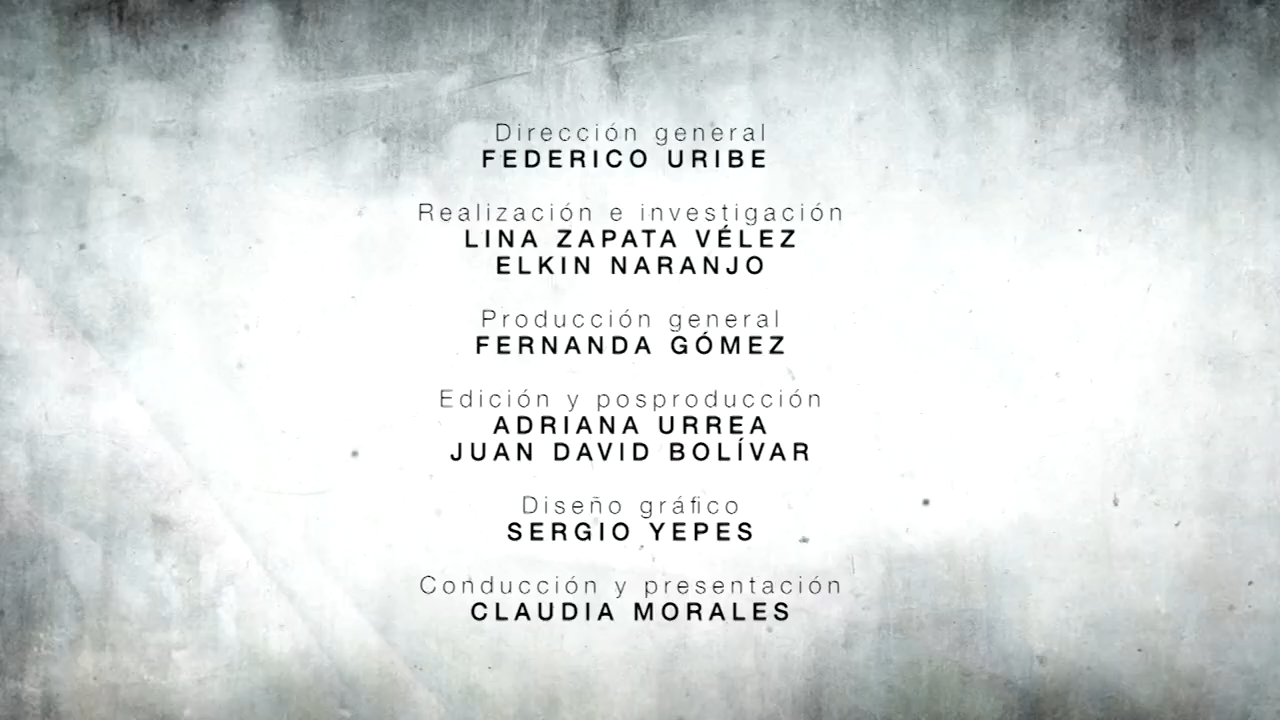 Dirección general
FEDERICO URIBE
Realización e investigación
LINA ZAPATA VÉLEZ
ELKIN NARANJO
Producción general
FERNANDA GÓMEZ
Edición y posproducción
ADRIANA URREA
JUAN DAVID BOLÍVAR
Diseño gráfico
SERGIO YEPES
Conducción y presentación
CLAUDIA MORALES